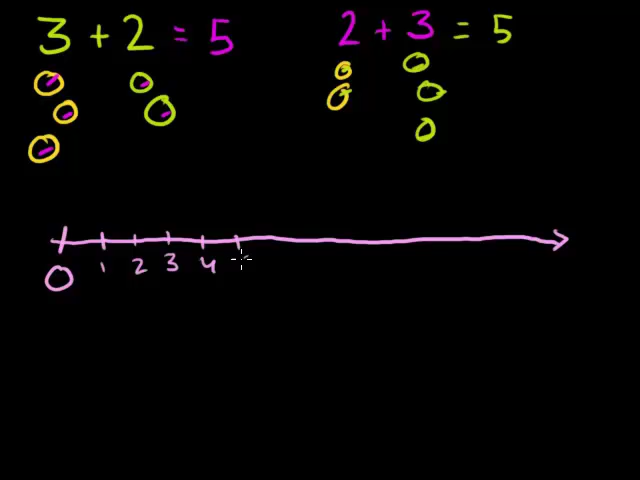 3 + 2 = 5
2 + 3 = 5
0 1 2 3 4